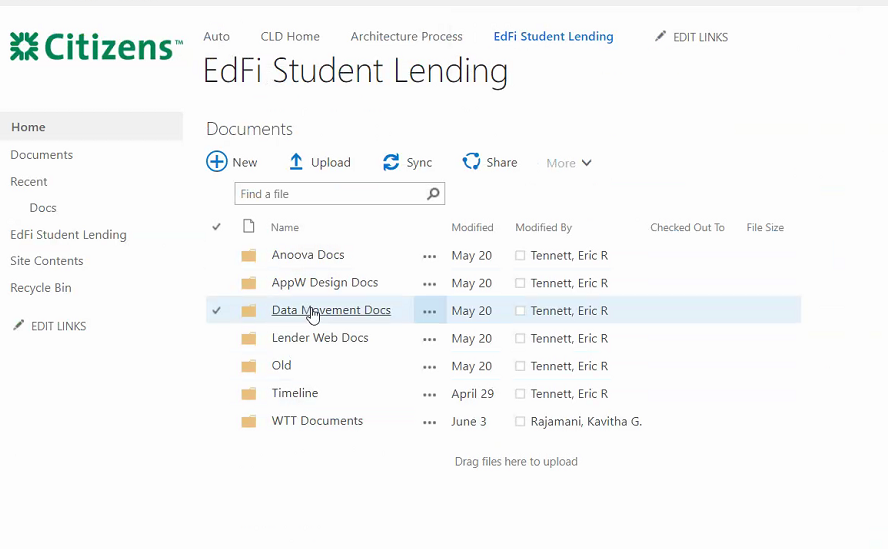 Citizens™
Auto CLD Home Architecture Process EdFi Student Lending EDIT LINKS
EdFi Student Lending
Home
Documents
Recent
Docs
EdFi Student Lending
Site Contents
Recycle Bin
EDIT LINKS
Documents
New Upload Sync Share More
Find a file
Name Modified Modified By Checked Out To File Size
Anoova Docs ... May 20 Tennett, Eric R
AppW Design Docs ... May 20 Tennett, Eric R
Data Movement Docs ... May 20 Tennett, Eric R
Lender Web Docs ... May 20 Tennett, Eric R
Old ... May 20 Tennett, Eric R
Timeline ... April 29 Tennett, Eric R
WTT Documents ... June 3 Rajamani, Kavitha G.
Drag files here to upload